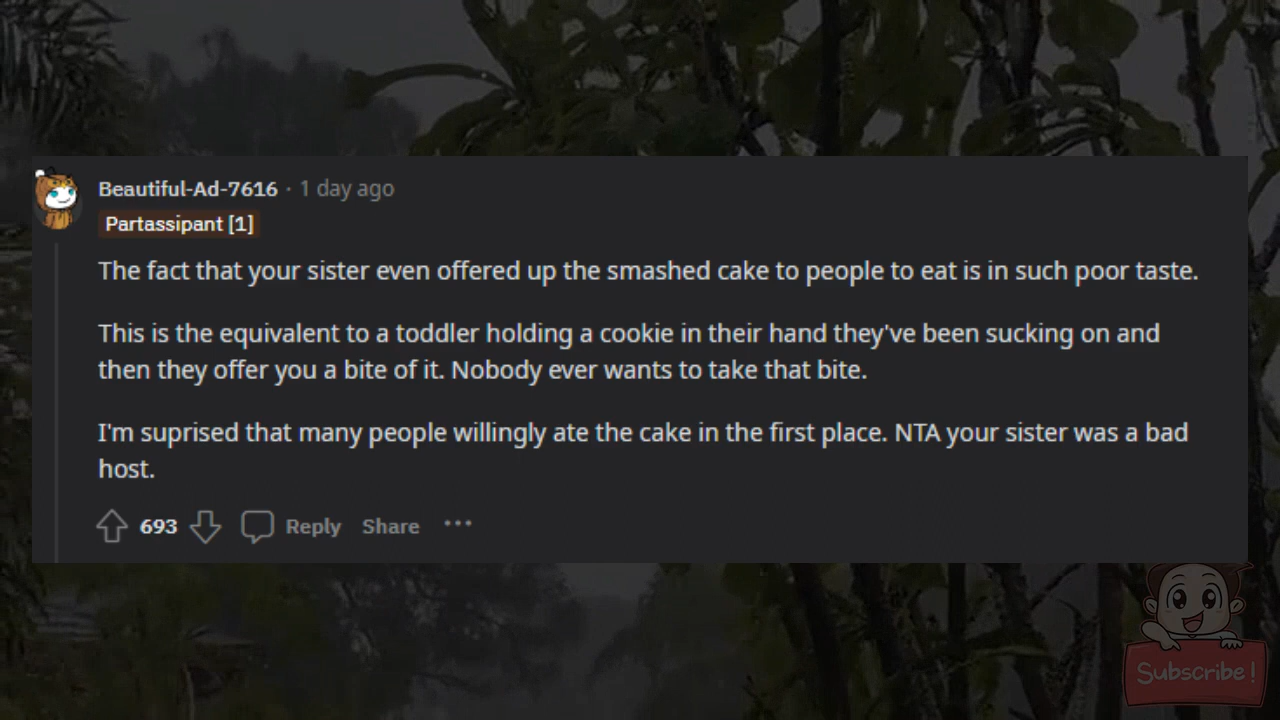 Beautiful-Ad-7616 · 1 day ago
Partassipant [1]
The fact that your sister even offered up the smashed cake to people to eat is in such poor taste.
This is the equivalent to a toddler holding a cookie in their hand they've been sucking on and
then they offer you a bite of it. Nobody ever wants to take that bite.
I'm suprised that many people willingly ate the cake in the first place. NTA your sister was a bad
host.
693 Reply Share ···
Subscribe!